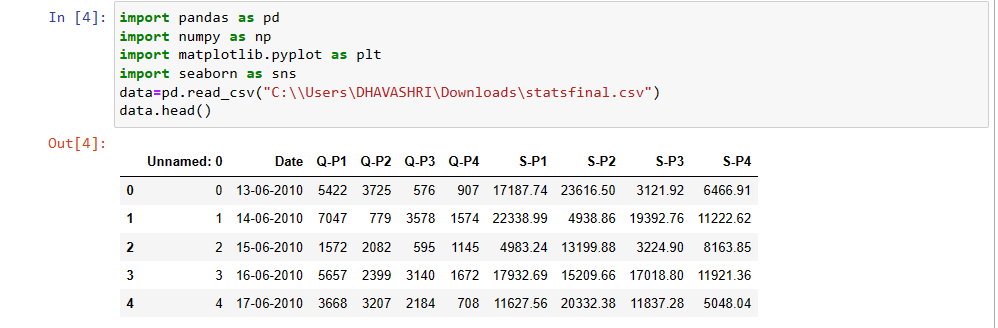 In [4]: import pandas as pd
import numpy as np
import matplotlib.pyplot as plt
import seaborn as sns
data=pd.read_csv("C:\\Users\DHAVASHRI\Downloads\statsfinal.csv")
data.head()
Out[4]:
Unnamed: 0 Date Q-P1 Q-P2 Q-P3 Q-P4 S-P1 S-P2 S-P3 S-P4
0 0 13-06-2010 5422 3725 576 907 17187.74 23616.50 3121.92 6466.91
1 1 14-06-2010 7047 779 3578 1574 22338.99 4938.86 19392.76 11222.62
2 2 15-06-2010 1572 2082 595 1145 4983.24 13199.88 3224.90 8163.85
3 3 16-06-2010 5657 2399 3140 1672 17932.69 15209.66 17018.80 11921.36
4 4 17-06-2010 3668 3207 2184 708 11627.56 20332.38 11837.28 5048.04